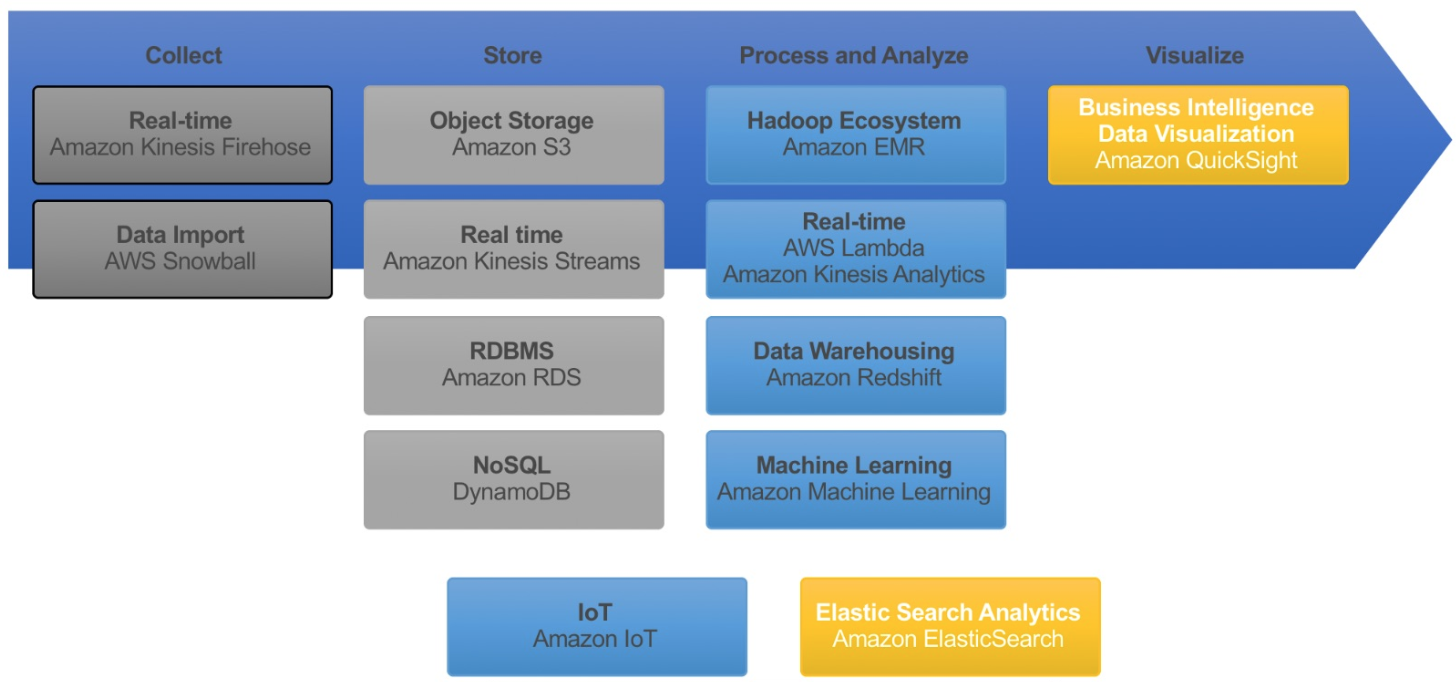 Collect
Real-time
Amazon Kinesis Firehose
Data Import
AWS Snowball
Store
Object Storage
Amazon S3
Real time
Amazon Kinesis Streams
RDBMS
Amazon RDS
NoSQL
DynamoDB
Process and Analyze
Hadoop Ecosystem
Amazon EMR
Real-time
AWS Lambda
Amazon Kinesis Analytics
Data Warehousing
Amazon Redshift
Machine Learning
Amazon Machine Learning
Visualize
Business Intelligence
Data Visualization
Amazon QuickSight
IoT
Amazon IoT
Elastic Search Analytics
Amazon ElasticSearch